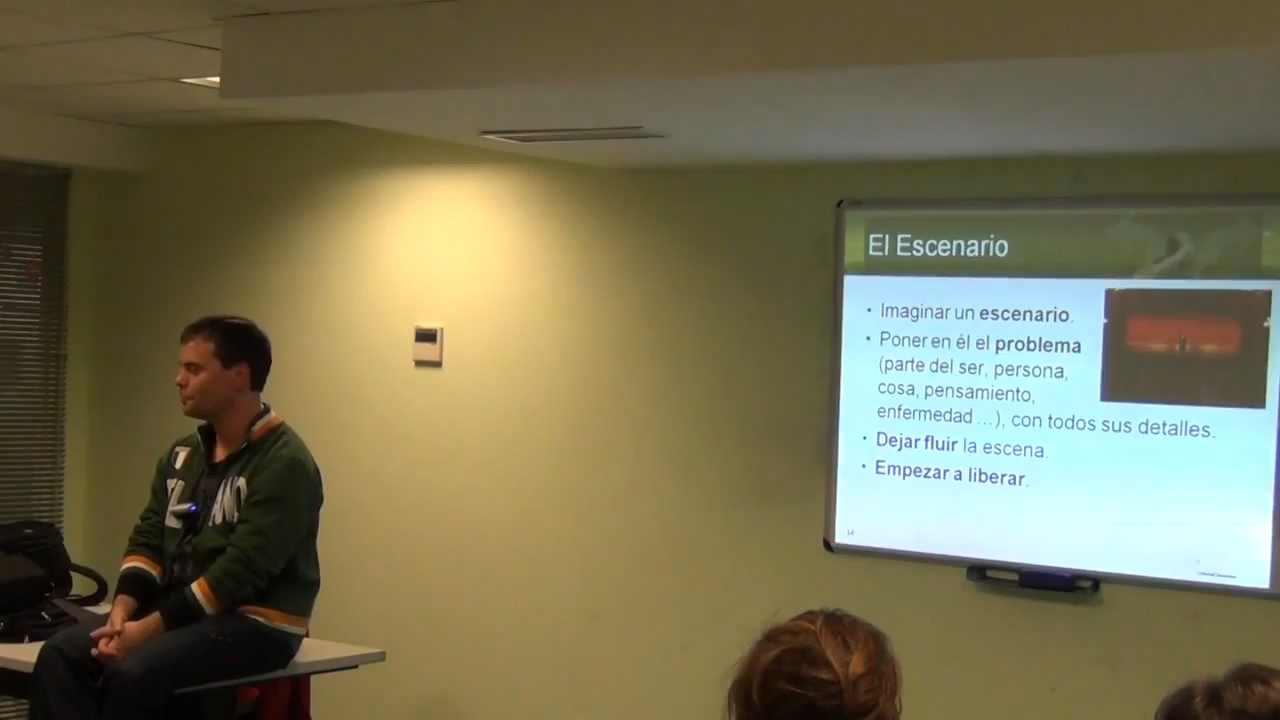 El Escenario
• Imaginar un escenario.
• Poner en él el problema
(parte del ser, persona,
cosa, pensamiento,
enfermedad ...), con todos sus detalles.
• Dejar fluir la escena.
• Empezar a liberar.
14